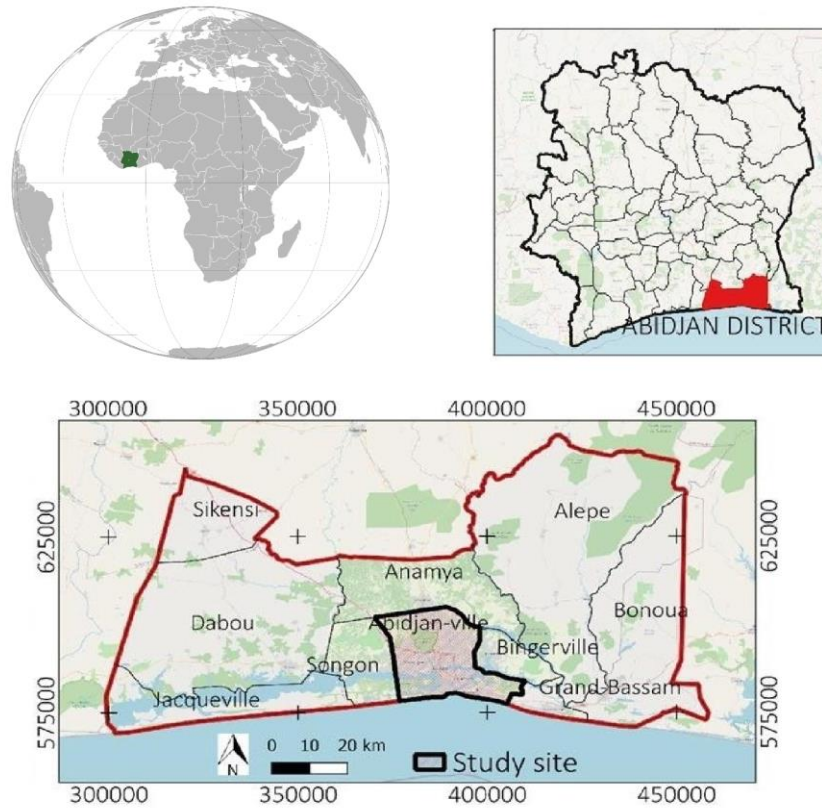 ABIDJAN DISTRICT
300000 350000 400000 450000
Sikensi
Alepe
625000
625000
Anamya
Dabou
Abidjan-ville
Bonoua
Songon
Bingerville
Jacqueville
Grand-Bassam
575000
575000
N
0 10 20 km
Study site
300000 350000 400000 450000